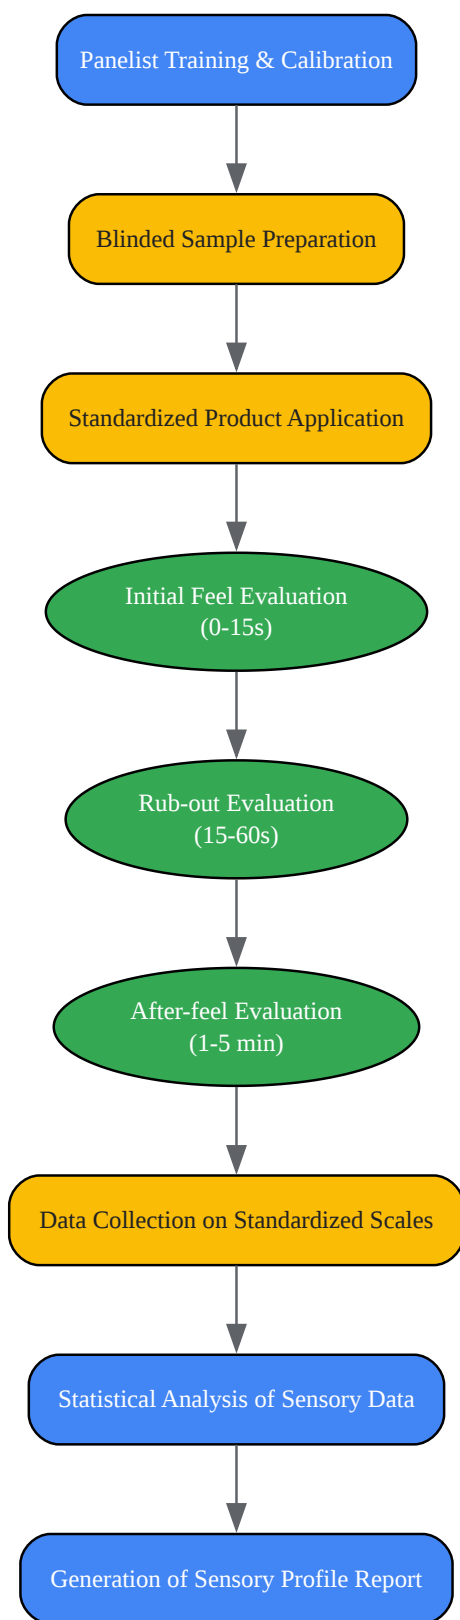 Panelist Training & Calibration
Blinded Sample Preparation
Standardized Product Application
Initial Feel Evaluation
(0-15s)
Rub-out Evaluation
(15-60s)
After-feel Evaluation
(1-5 min)
Data Collection on Standardized Scales
Statistical Analysis of Sensory Data
Generation of Sensory Profile Report